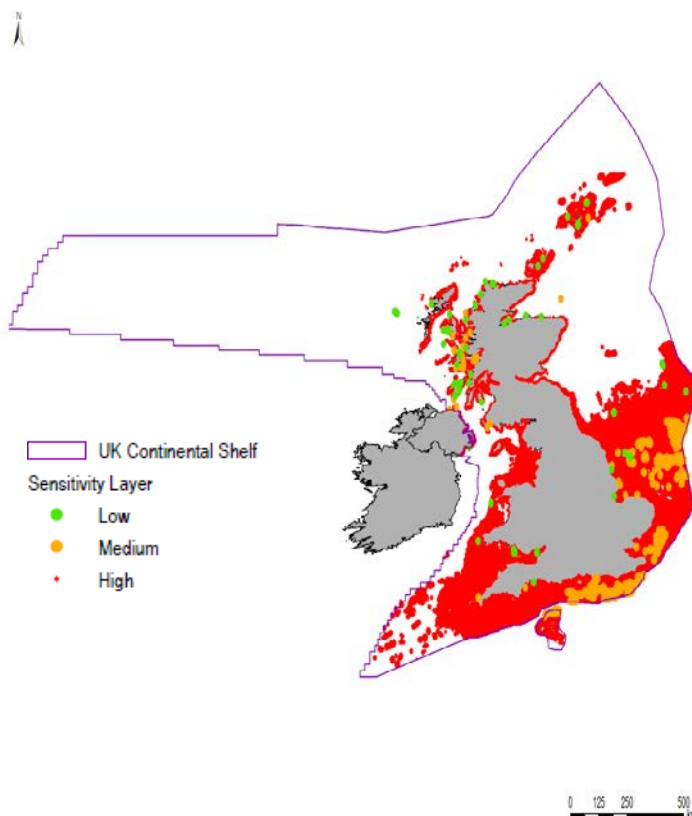 N
UK Continental Shelf
Sensitivity Layer
Low
Medium
High
0 125 250 500